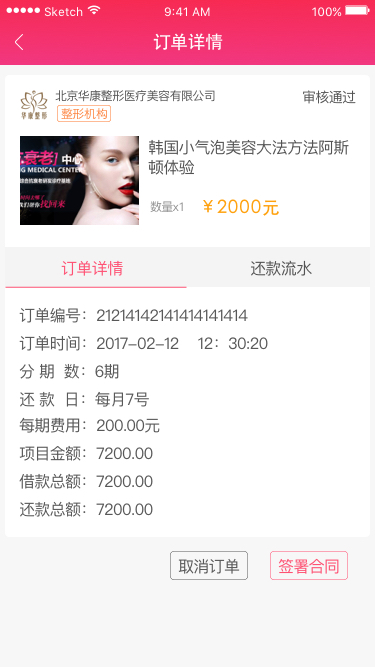 Sketch 9:41 AM 100%
订单详情
北京华康整形医疗美容有限公司 审核通过
华康整形
整形机构
衰老! 中心
NG MEDICAL CENTER
韩国小气泡美容大法方法阿斯
顿体验
找回来
数量x1 ￥2000元
订单详情 还款流水
订单编号：21214142141414141414
订单时间：2017-02-12 12：30:20
分 期 数：6期
还 款 日：每月7号
每期费用：200.00元
项目金额：7200.00
借款总额：7200.00
还款总额：7200.00
取消订单 签署合同